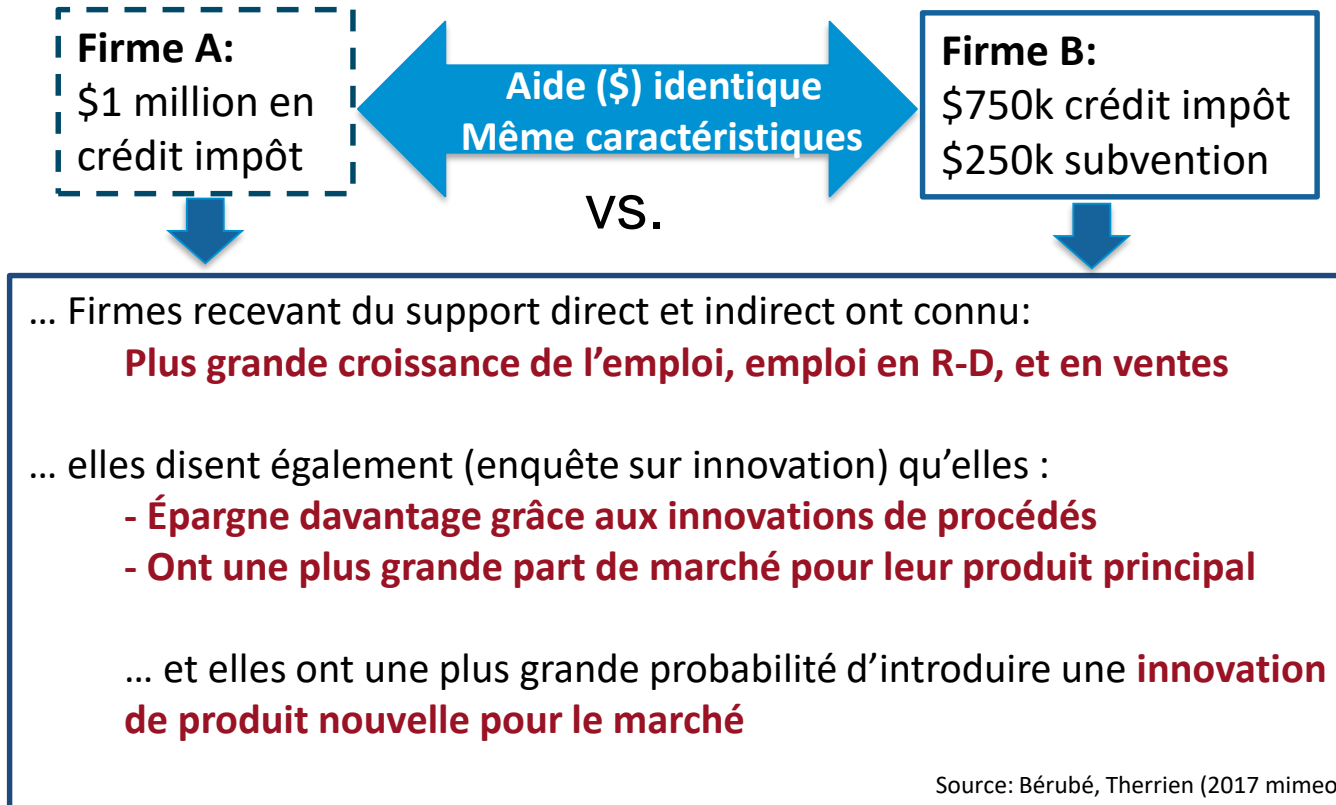 Firme A:
$1 million en
crédit impôt
Aide ($) identique
Même caractéristiques
vs.
Firme B:
$750k crédit impôt
$250k subvention
... Firmes recevant du support direct et indirect ont connu:
Plus grande croissance de l’emploi, emploi en R-D, et en ventes
... elles disent également (enquête sur innovation) qu’elles :
- Épargne davantage grâce aux innovations de procédés
- Ont une plus grande part de marché pour leur produit principal
... et elles ont une plus grande probabilité d’introduire une innovation
de produit nouvelle pour le marché
Source: Bérubé, Therrien (2017 mimeo